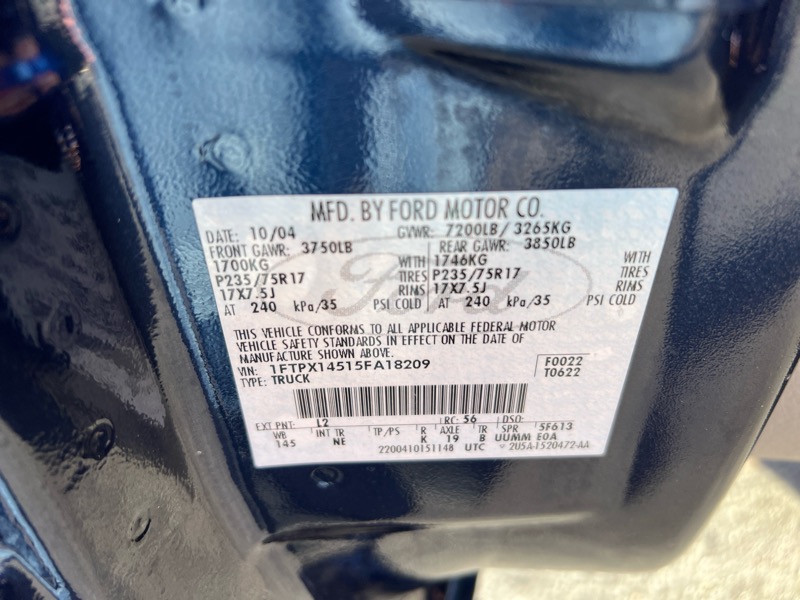 MFD. BY FORD MOTOR CO.
DATE: 10/04 GVWR: 7200LB/ 3265KG
FRONT GAWR: 3750LB REAR GAWR: 3850LB
1700KG WITH 1746KG WITH
P235/75R17 TIRES P235/75R17 TIRES
17X7.5J RIMS 17X7.5J RIMS
AT 240 kPa/35 PSI COLD AT 240 kPa/35 PSI COLD
Ford
THIS VEHICLE CONFORMS TO ALL APPLICABLE FEDERAL MOTOR
VEHICLE SAFETY STANDARDS IN EFFECT ON THE DATE OF
MANUFACTURE SHOWN ABOVE.
VIN: 1FTPX14515FA18209 F0022
TYPE: TRUCK T0622
EXT PNT: L2 RC: 56 DSO:
WB INT TR TP/PS R AXLE TR SPR 5F613
145 NE K 19 B UUMM E0A
2200410151148 UTC 2U5A-1520472-AA